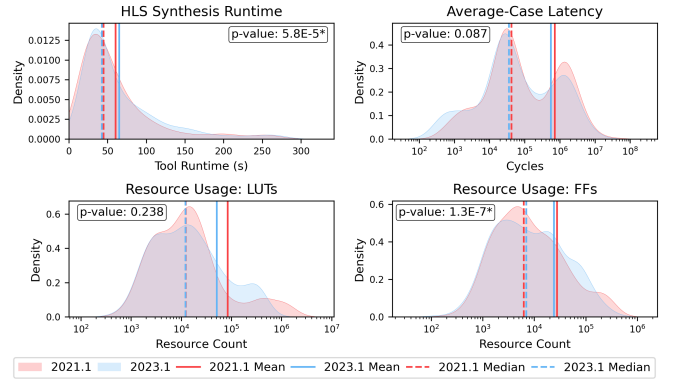 HLS Synthesis Runtime
p-value: 5.8E-5*
Density
0.0125
0.0100
0.0075
0.0050
0.0025
0.0000
0 50 100 150 200 250 300
Tool Runtime (s)
Average-Case Latency
p-value: 0.087
Density
0.4
0.3
0.2
0.1
0.0
10² 10³ 10⁴ 10⁵ 10⁶ 10⁷ 10⁸
Cycles
Resource Usage: LUTs
p-value: 0.238
Density
0.6
0.4
0.2
0.0
10² 10³ 10⁴ 10⁵ 10⁶ 10⁷
Resource Count
Resource Usage: FFs
p-value: 1.3E-7*
Density
0.6
0.4
0.2
0.0
10² 10³ 10⁴ 10⁵ 10⁶
Resource Count
2021.1 2023.1 2021.1 Mean 2023.1 Mean 2021.1 Median 2023.1 Median